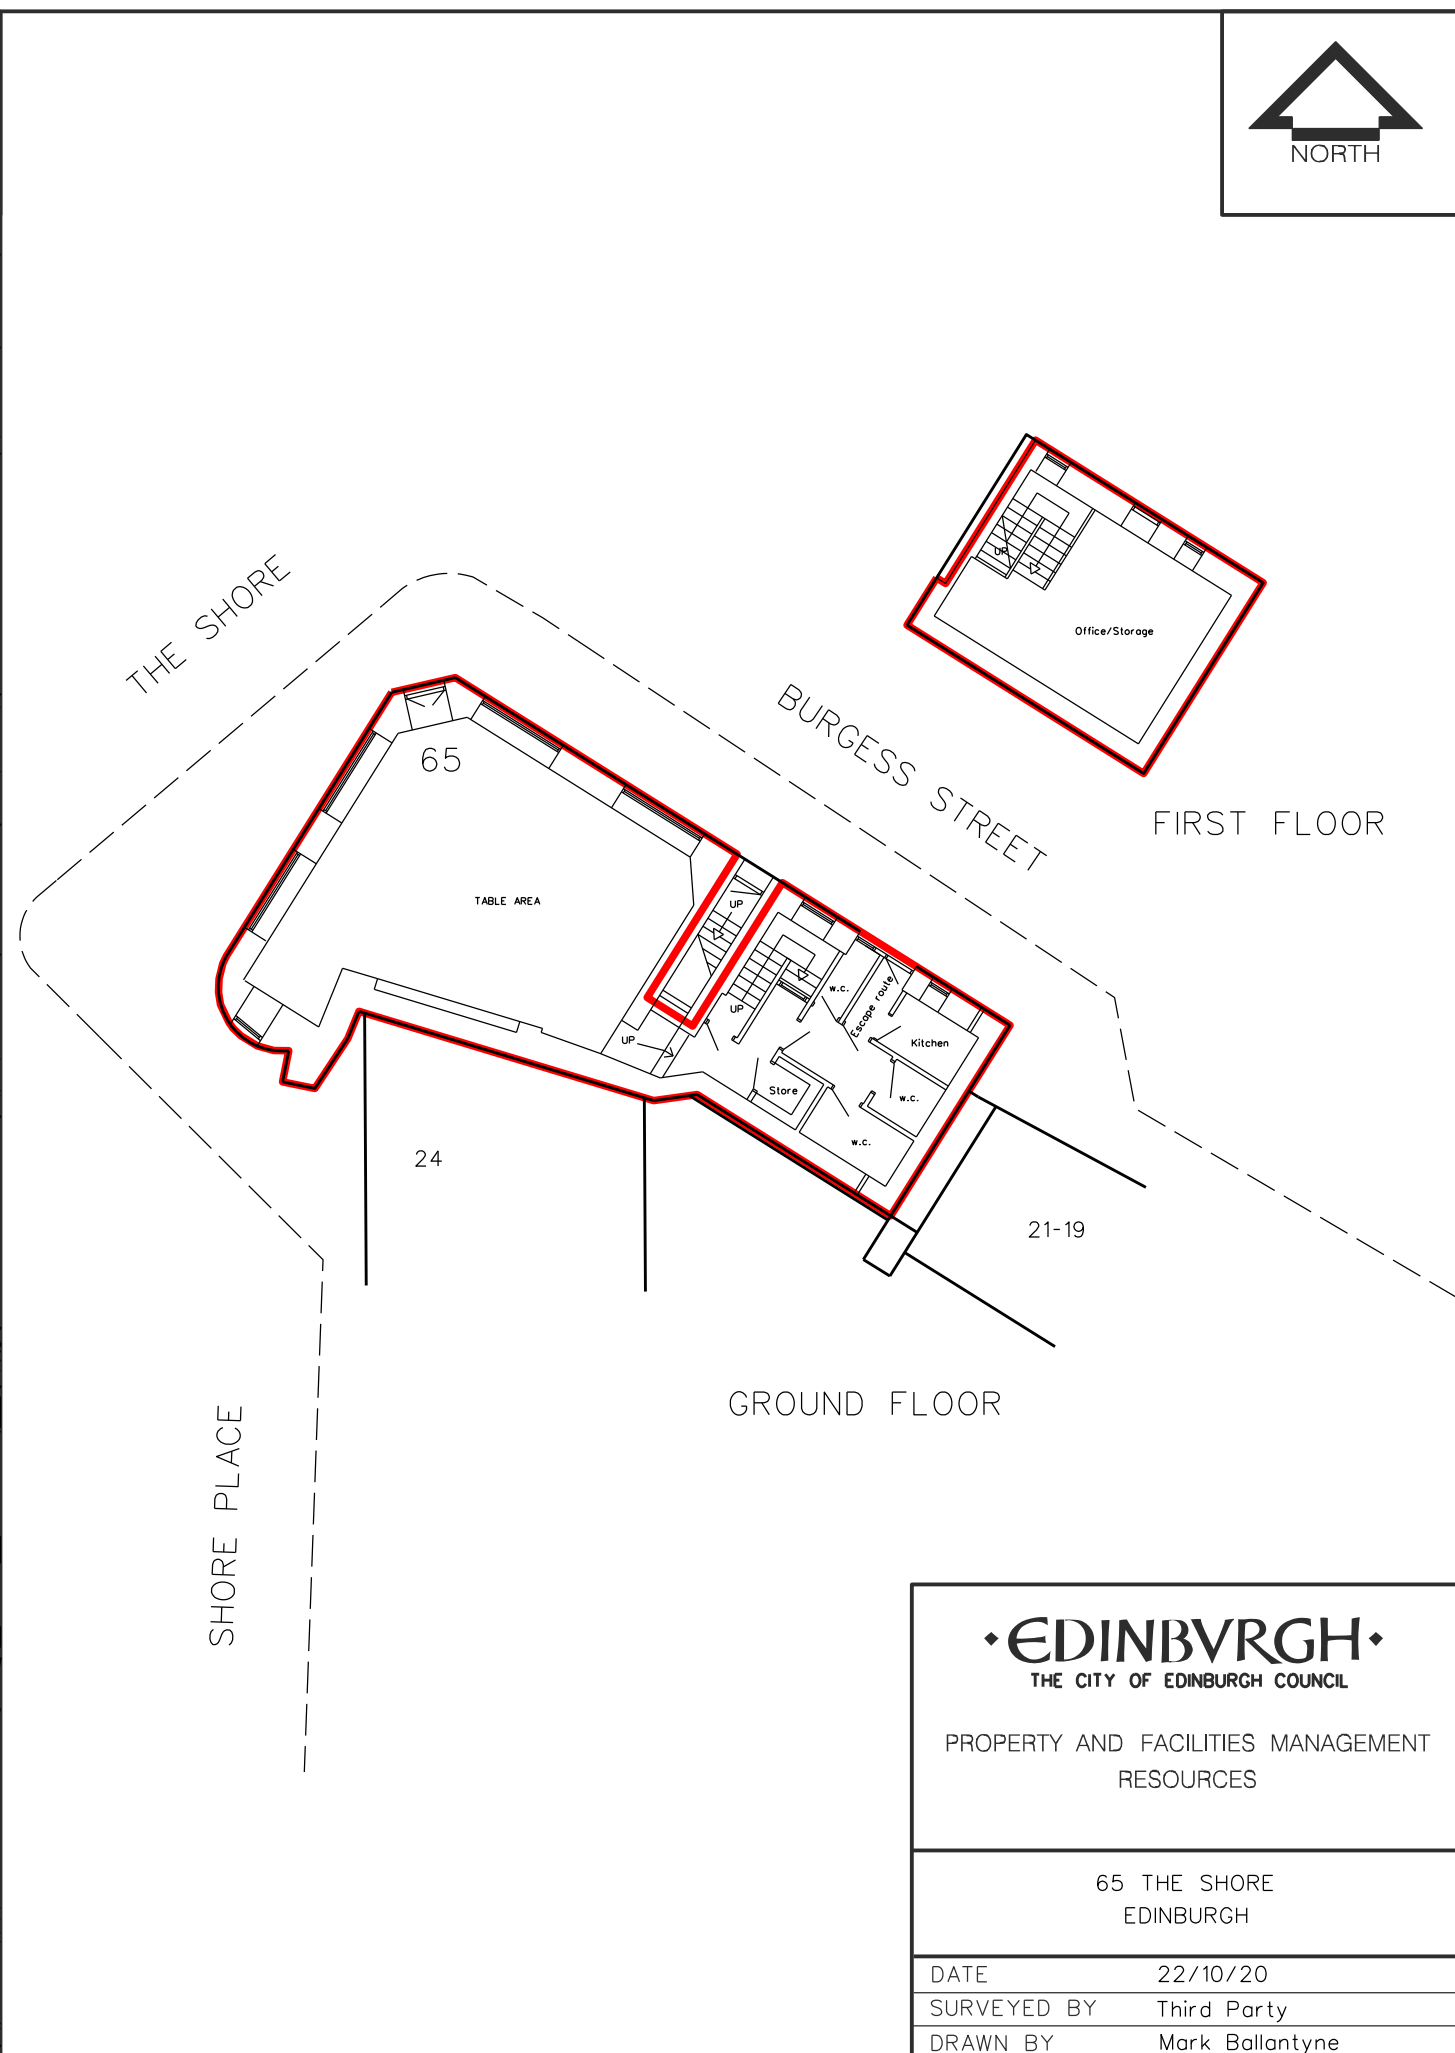 NORTH
THE SHORE
BURGESS STREET
UP
Office/Storage
FIRST FLOOR
65
TABLE AREA
UP
UP
UP
w.c.
Escape route
Kitchen
Store
w.c.
w.c.
24
21-19
GROUND FLOOR
SHORE PLACE
•EDINBVRGH•
THE CITY OF EDINBURGH COUNCIL
PROPERTY AND FACILITIES MANAGEMENT
RESOURCES
65 THE SHORE
EDINBURGH
DATE 22/10/20
SURVEYED BY Third Party
DRAWN BY Mark Ballantyne